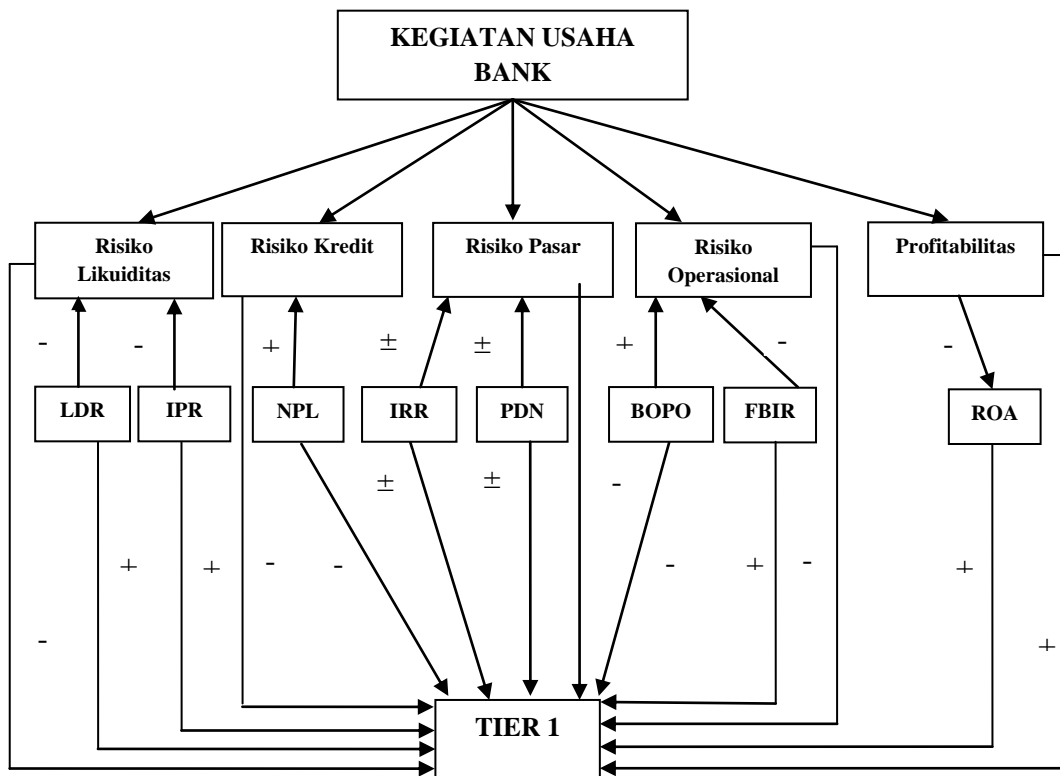 KEGIATAN USAHA
BANK
Risiko
Likuiditas
Risiko Kredit
Risiko Pasar
Risiko
Operasional
Profitabilitas
- - + ± ± + - -
LDR IPR NPL IRR PDN BOPO FBIR ROA
± ± -
+ + - - - + - +
- +
TIER 1